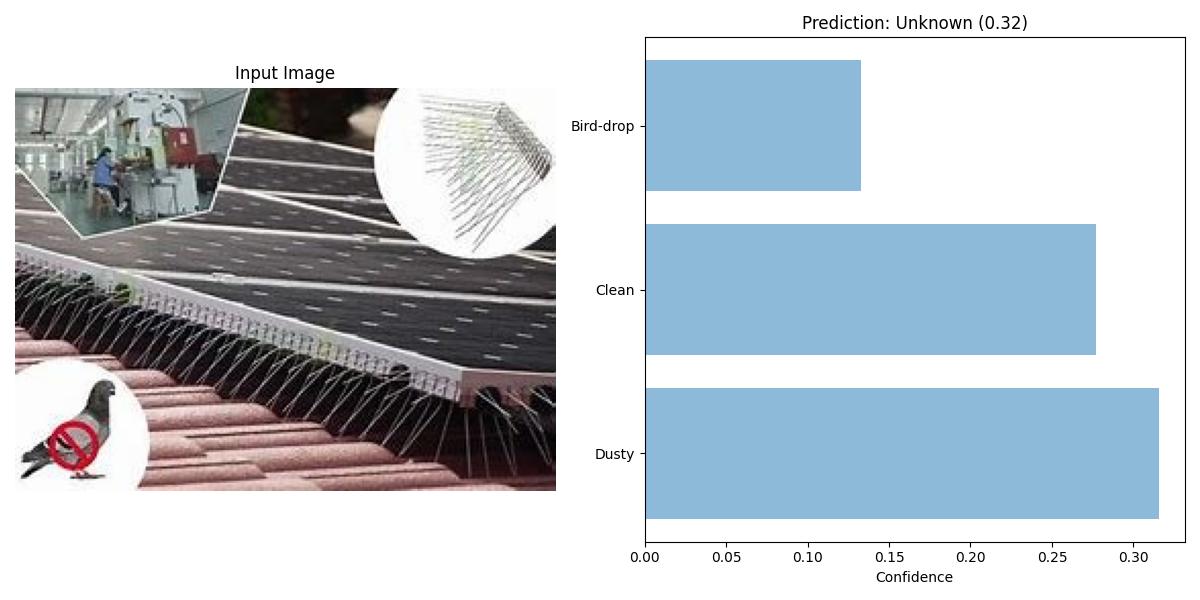 Input Image
Prediction: Unknown (0.32)
Bird-drop
Clean
Dusty
0.00 0.05 0.10 0.15 0.20 0.25 0.30
Confidence